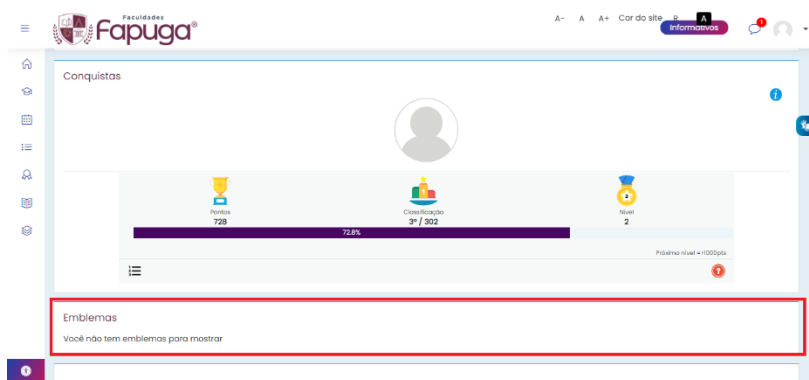 Faculdades
Fapuga®
A- A A+ Cor do site R A
Informativos
1
Conquistas
Pontos
728
Classificação
3º / 302
Nível
2
72.8%
Próximo nível =>1000pts
Emblemas
Você não tem emblemas para mostrar